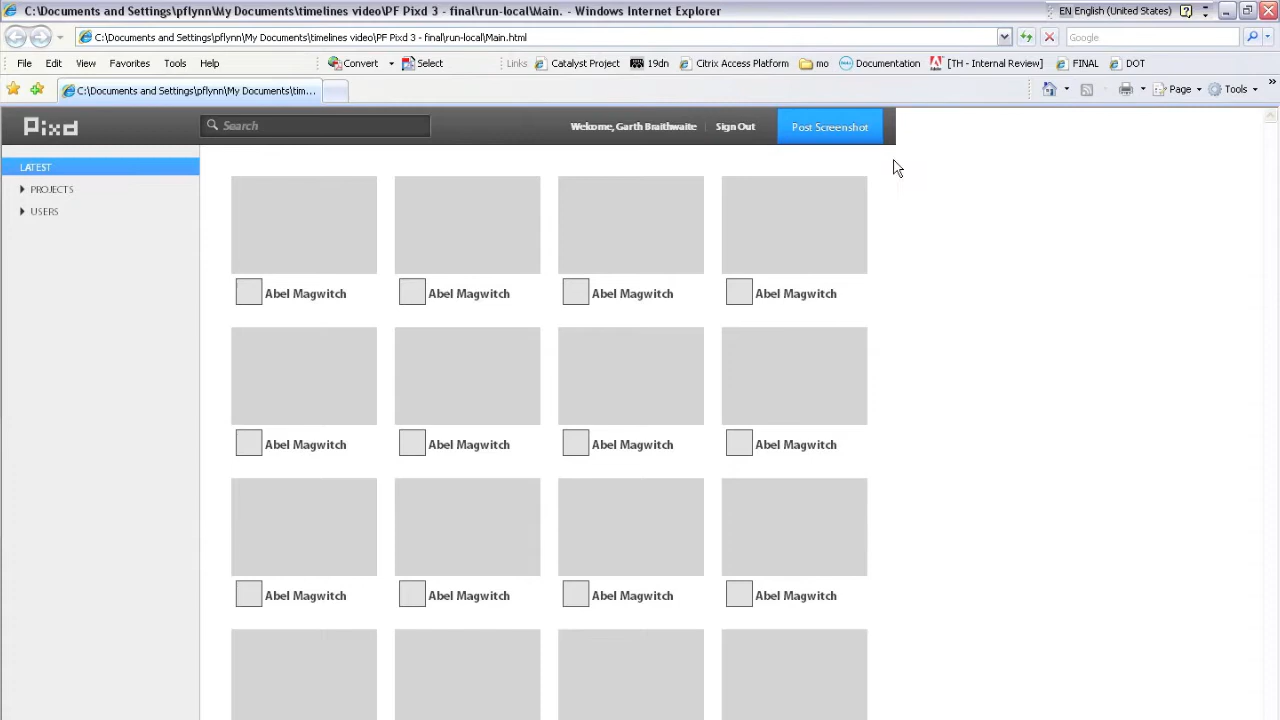 C:\Documents and Settings\pflynn\My Documents\timelines video\PF Pixd 3 - final\run-local\Main. - Windows Internet Explorer
EN English (United States)
C:\Documents and Settings\pflynn\My Documents\timelines video\PF Pixd 3 - final\run-local\Main.html
Google
File Edit View Favorites Tools Help Convert Select Links Catalyst Project 19dn Citrix Access Platform mo Documentation [TH - Internal Review] FINAL DOT
C:\Documents and Settings\pflynn\My Documents\tim...
Page Tools
Pixd Search Welcome, Garth Braithwaite Sign Out Post Screenshot
LATEST
PROJECTS
USERS
Abel Magwitch Abel Magwitch Abel Magwitch Abel Magwitch
Abel Magwitch Abel Magwitch Abel Magwitch Abel Magwitch
Abel Magwitch Abel Magwitch Abel Magwitch Abel Magwitch